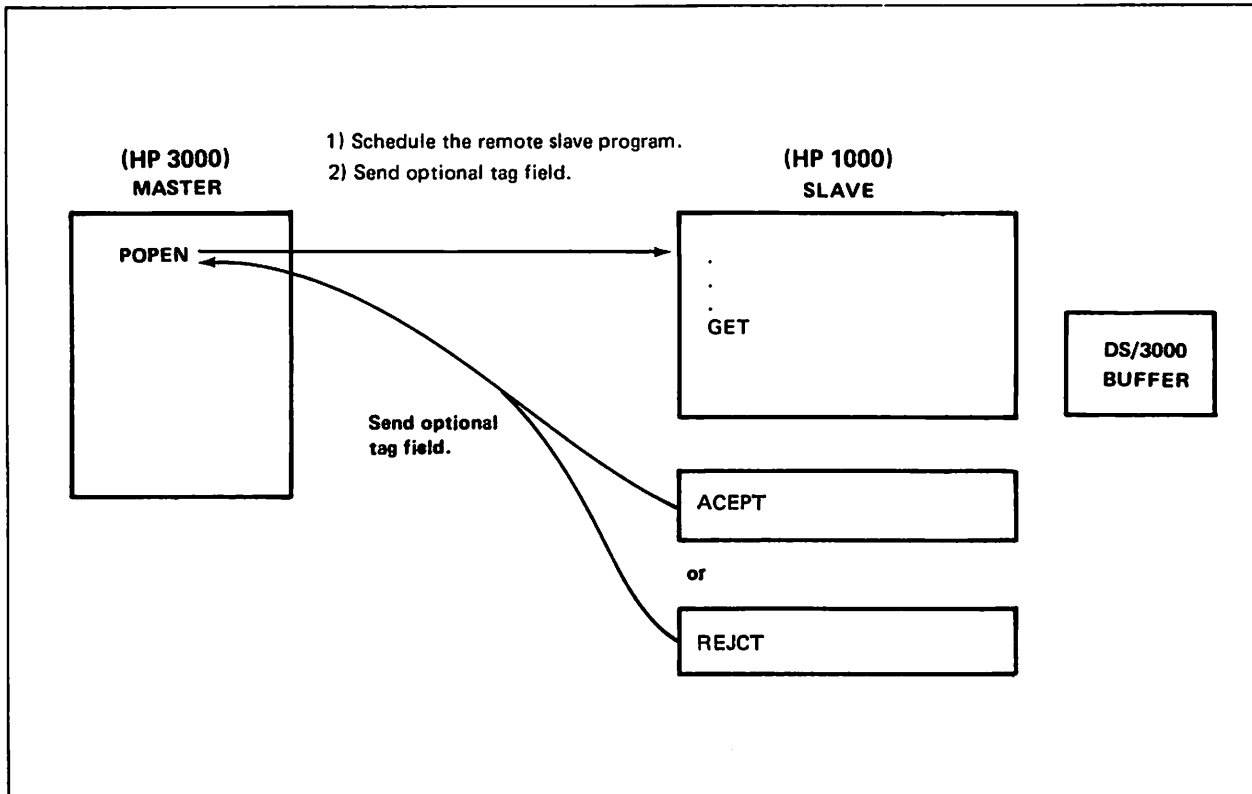 1) Schedule the remote slave program.
2) Send optional tag field.
(HP 3000)
MASTER
(HP 1000)
SLAVE
POPEN
.
.
.
GET
DS/3000
BUFFER
Send optional
tag field.
ACEPT
or
REJCT